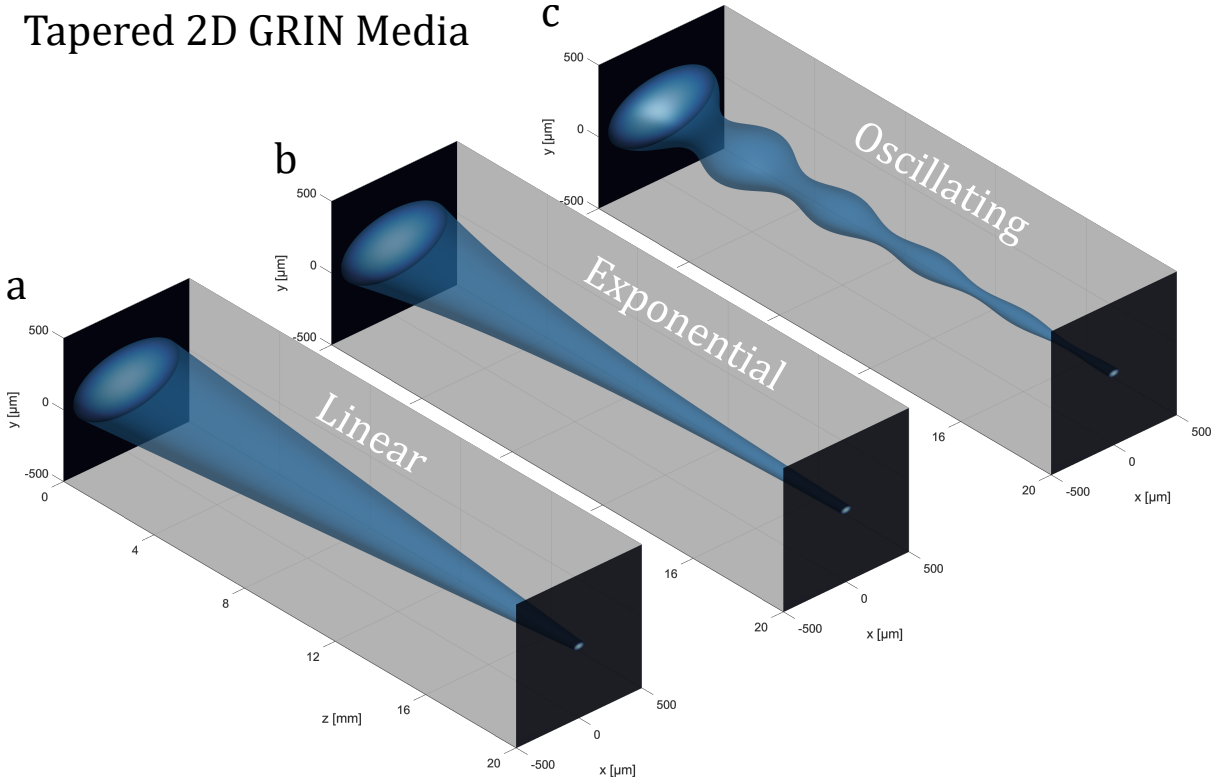 Tapered 2D GRIN Media
a
500
0
-500
y [μm]
0
4
8
12
16
20
z [mm]
-500
0
500
x [μm]
Linear
b
500
0
-500
y [μm]
16
20
-500
0
500
x [μm]
Exponential
c
500
0
-500
y [μm]
16
20
-500
0
500
x [μm]
Oscillating